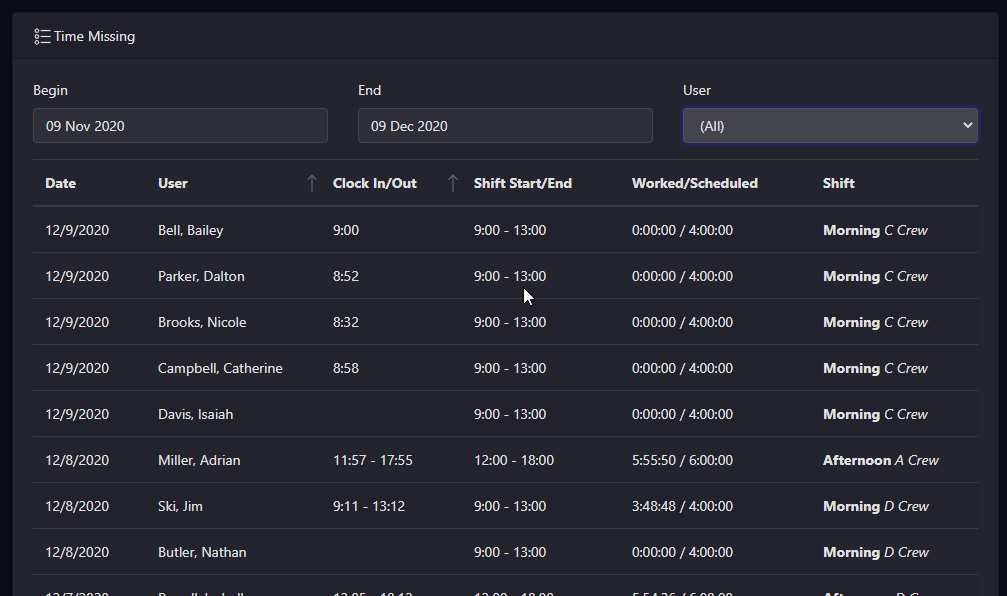 Time Missing
Begin End User
09 Nov 2020 09 Dec 2020 (All)
Date User Clock In/Out Shift Start/End Worked/Scheduled Shift
12/9/2020 Bell, Bailey 9:00 9:00 - 13:00 0:00:00 / 4:00:00 Morning C Crew
12/9/2020 Parker, Dalton 8:52 9:00 - 13:00 0:00:00 / 4:00:00 Morning C Crew
12/9/2020 Brooks, Nicole 8:32 9:00 - 13:00 0:00:00 / 4:00:00 Morning C Crew
12/9/2020 Campbell, Catherine 8:58 9:00 - 13:00 0:00:00 / 4:00:00 Morning C Crew
12/9/2020 Davis, Isaiah 9:00 - 13:00 0:00:00 / 4:00:00 Morning C Crew
12/8/2020 Miller, Adrian 11:57 - 17:55 12:00 - 18:00 5:55:50 / 6:00:00 Afternoon A Crew
12/8/2020 Ski, Jim 9:11 - 13:12 9:00 - 13:00 3:48:48 / 4:00:00 Morning D Crew
12/8/2020 Butler, Nathan 9:00 - 13:00 0:00:00 / 4:00:00 Morning D Crew